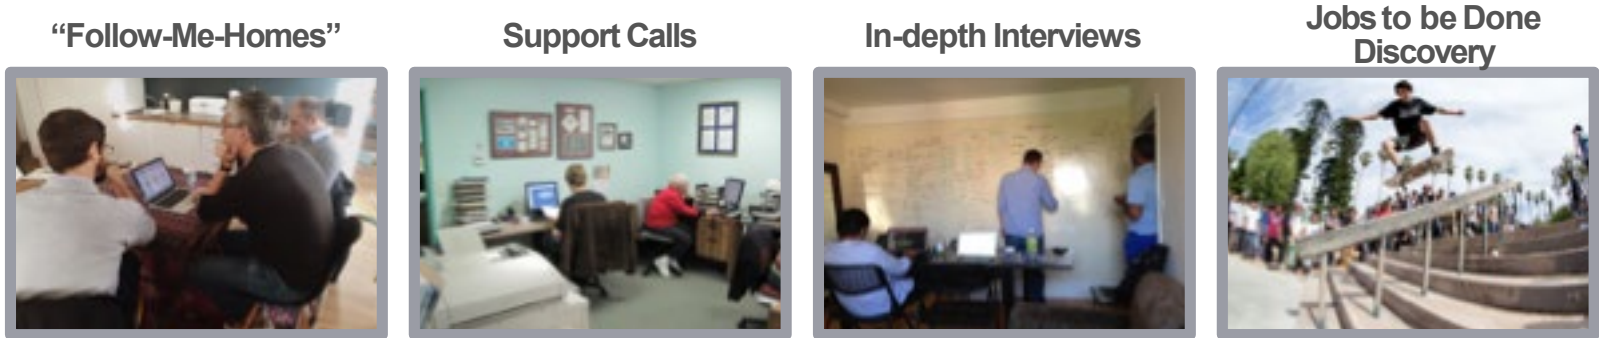 “Follow-Me-Homes”
Support Calls
In-depth Interviews
Jobs to be Done
Discovery